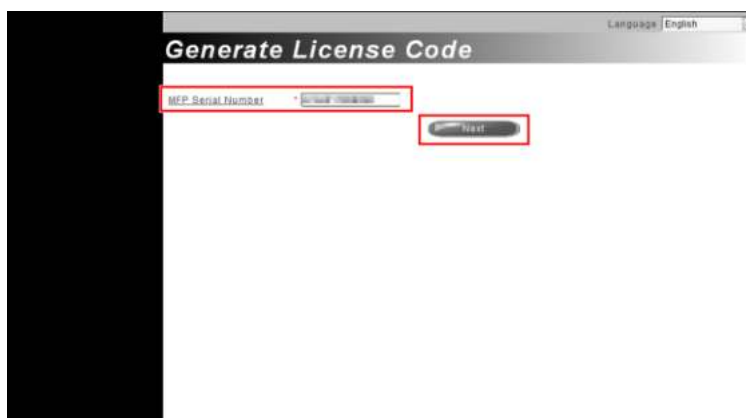 Language English
Generate License Code
MFP Serial Number *
Next